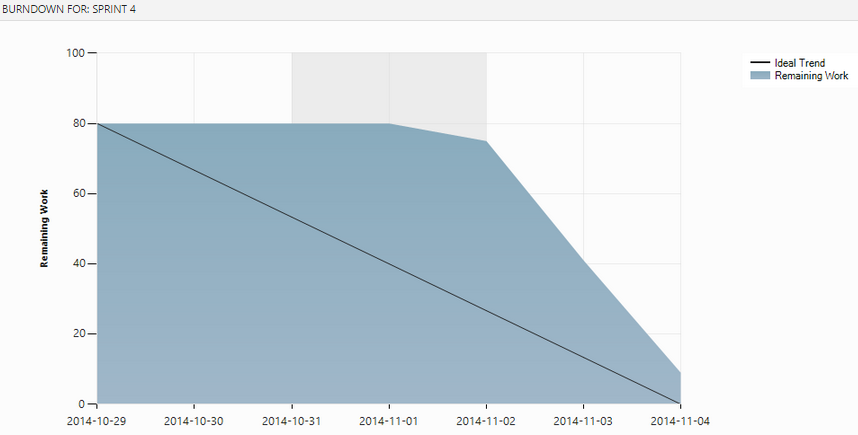 BURNDOWN FOR: SPRINT 4
100
80
60
40
20
0
Remaining Work
2014-10-29 2014-10-30 2014-10-31 2014-11-01 2014-11-02 2014-11-03 2014-11-04
Ideal Trend
Remaining Work